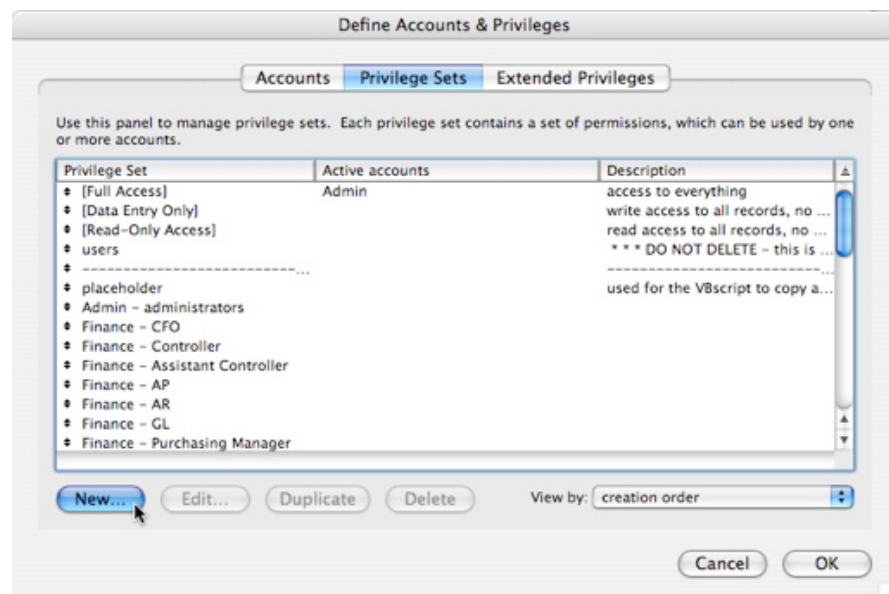 Define Accounts & Privileges
Accounts Privilege Sets Extended Privileges
Use this panel to manage privilege sets. Each privilege set contains a set of permissions, which can be used by one
or more accounts.
Privilege Set Active accounts Description
[Full Access] Admin access to everything
[Data Entry Only] write access to all records, no ...
[Read-Only Access] read access to all records, no ...
users * * * DO NOT DELETE - this is ...
---------------------------... ---------------------------...
placeholder used for the VBscript to copy a...
Admin - administrators
Finance - CFO
Finance - Controller
Finance - Assistant Controller
Finance - AP
Finance - AR
Finance - GL
Finance - Purchasing Manager
New... Edit... Duplicate Delete View by: creation order
Cancel OK